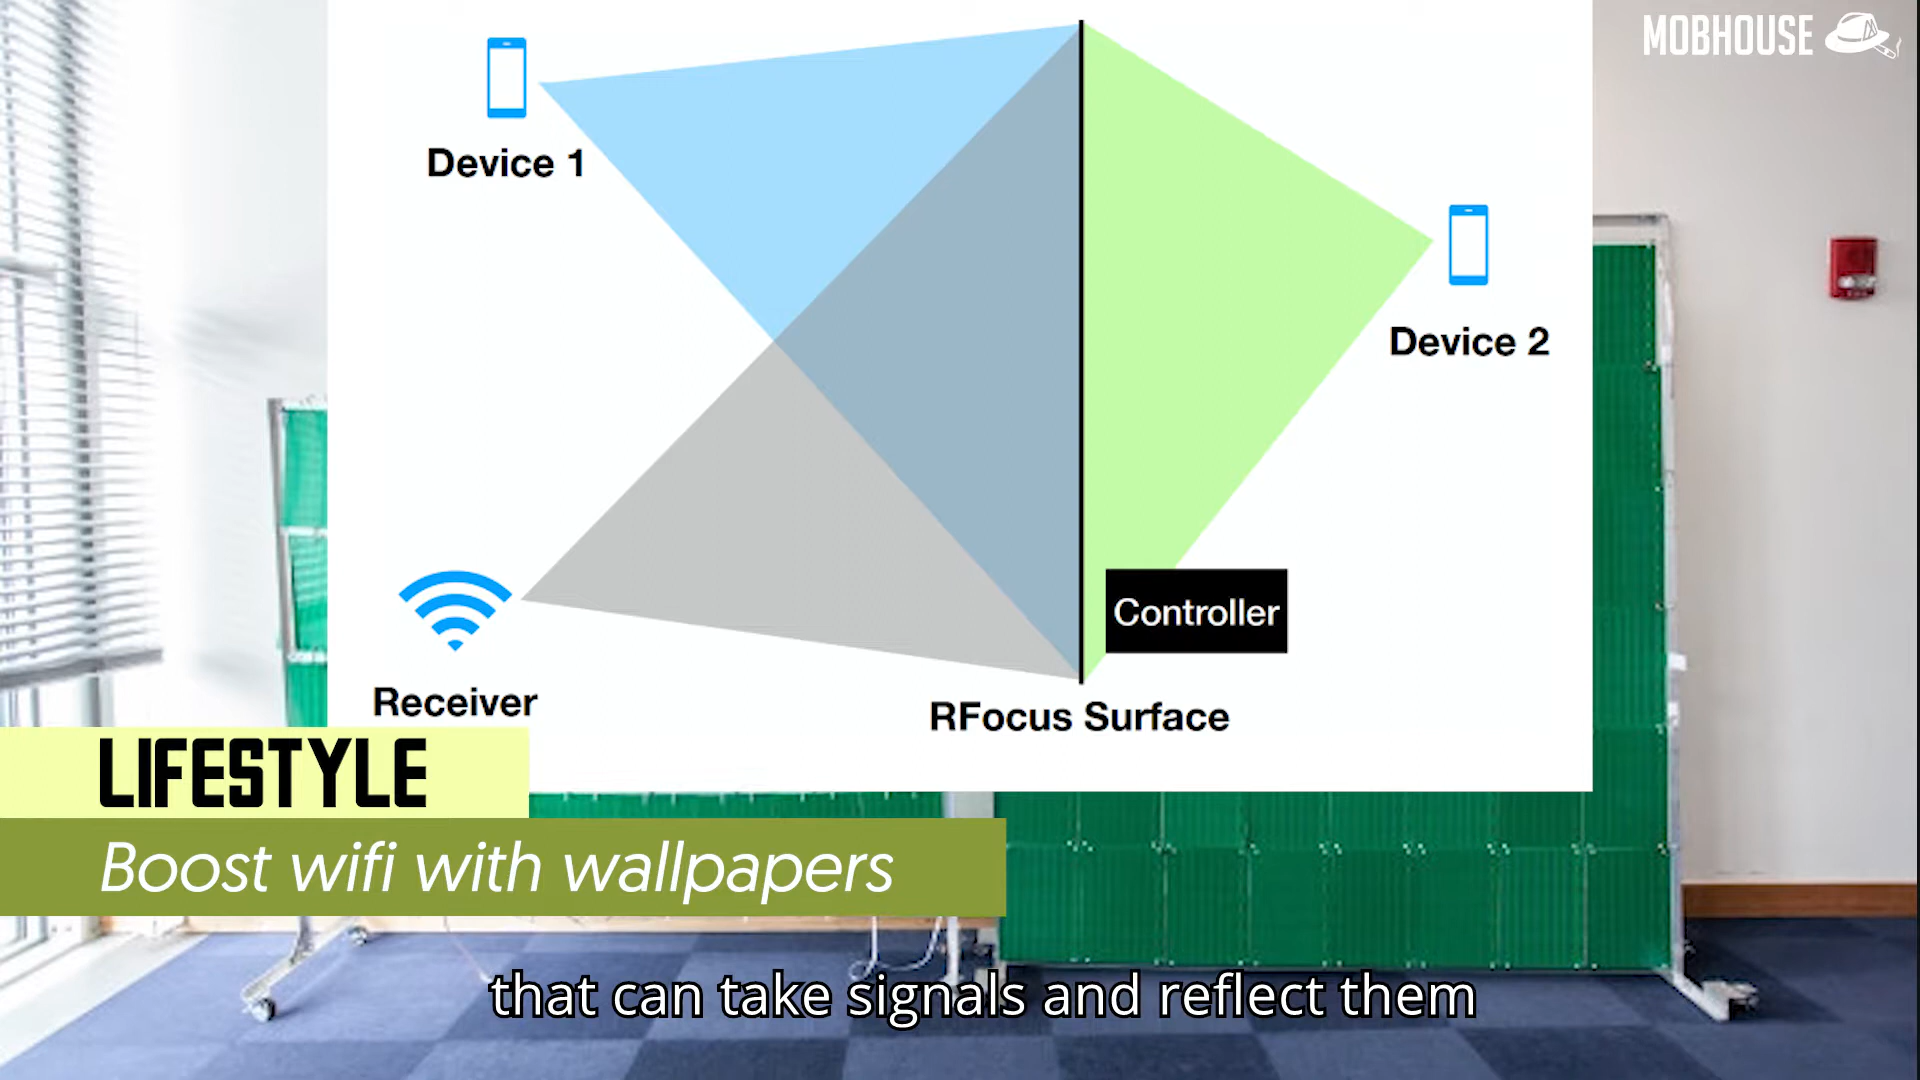 MOBHOUSE
Device 1
Device 2
Controller
Receiver
RFocus Surface
LIFESTYLE
Boost wifi with wallpapers
that can take signals and reflect them